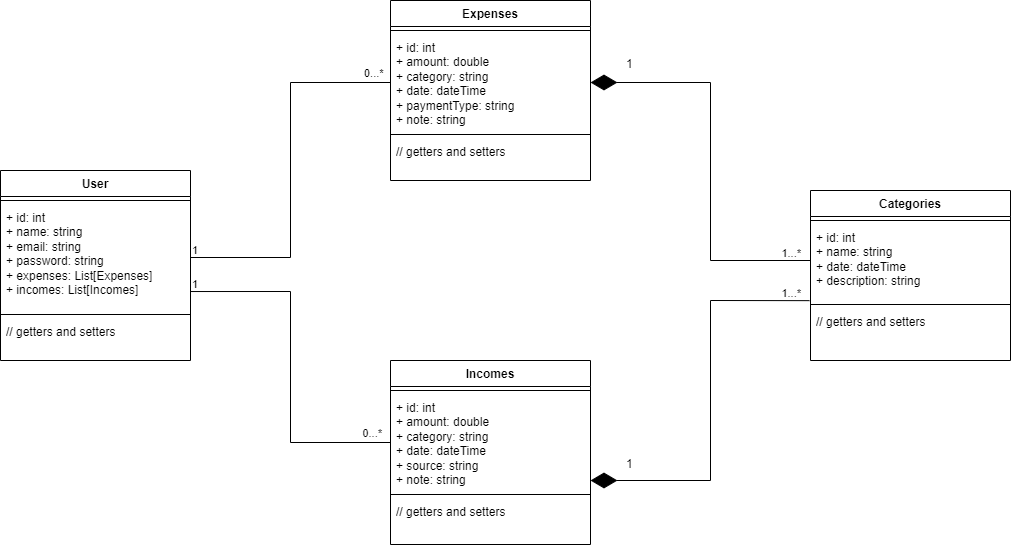 Expenses
+ id: int
+ amount: double
+ category: string
+ date: dateTime
+ paymentType: string
+ note: string
// getters and setters
0...*
1
User
+ id: int
+ name: string
+ email: string
+ password: string
+ expenses: List[Expenses]
+ incomes: List[Incomes]
// getters and setters
1
1
Categories
+ id: int
+ name: string
+ date: dateTime
+ description: string
// getters and setters
1...*
1...*
Incomes
+ id: int
+ amount: double
+ category: string
+ date: dateTime
+ source: string
+ note: string
// getters and setters
0...*
1